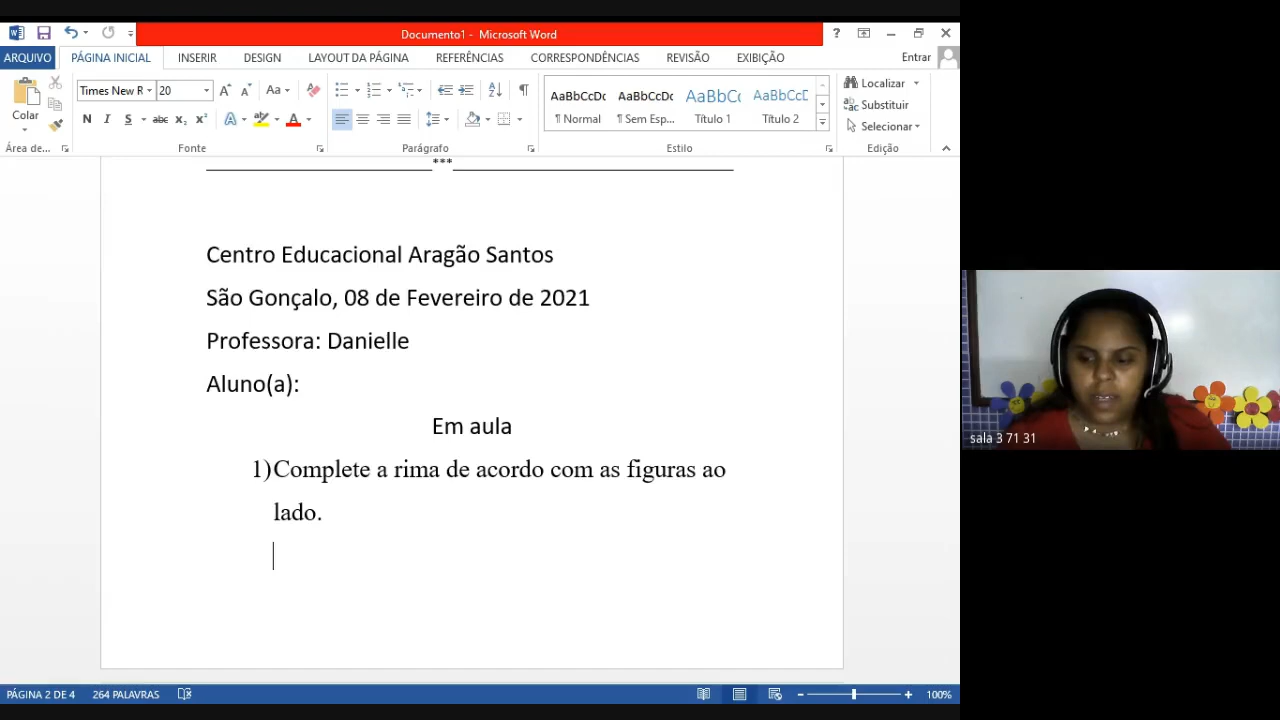 Documento1 - Microsoft Word
ARQUIVO PÁGINA INICIAL INSERIR DESIGN LAYOUT DA PÁGINA REFERÊNCIAS CORRESPONDÊNCIAS REVISÃO EXIBIÇÃO Entrar
Times New R 20 Aa
Colar
N I S abc x₂ x²
Área de... Fonte Parágrafo Estilo Edição
AaBbCcDc AaBbCcDc AaBbCc AaBbCcD
¶ Normal ¶ Sem Esp... Título 1 Título 2
Localizar
Substituir
Selecionar
***
Centro Educacional Aragão Santos
São Gonçalo, 08 de Fevereiro de 2021
Professora: Danielle
Aluno(a):
Em aula
1)Complete a rima de acordo com as figuras ao
lado.
sala 3 71 31
PÁGINA 2 DE 4 264 PALAVRAS 100%